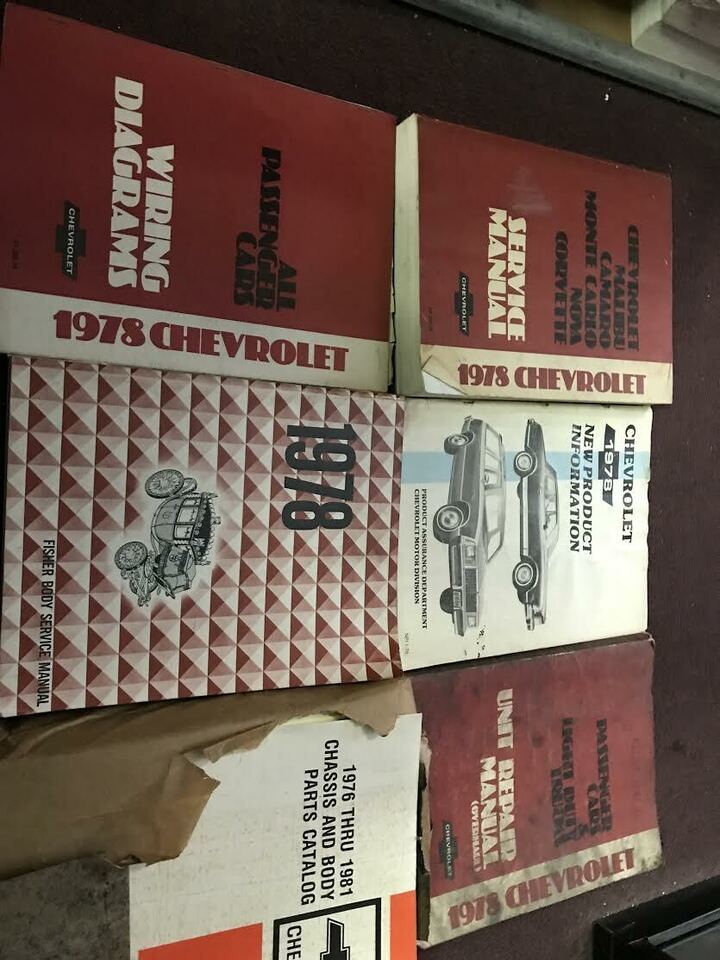 ALL
PASSENGER
CARS
WIRING
DIAGRAMS
CHEVROLET
1978 CHEVROLET
CHEVROLET
MALIBU
CAMARO
MONTE CARLO
NOVA
CORVETTE
SERVICE
MANUAL
CHEVROLET
1978 CHEVROLET
1978
FISHER BODY SERVICE MANUAL
CHEVROLET
1978
NEW PRODUCT
INFORMATION
PRODUCT ASSURANCE DEPARTMENT
CHEVROLET MOTOR DIVISION
1976 THRU 1981
CHASSIS AND BODY
PARTS CATALOG
CHE
PASSENGER
CARS
&
LIGHT DUTY
TRUCK
UNIT REPAIR
MANUAL
(OVERHAUL)
CHEVROLET
1978 CHEVROLET